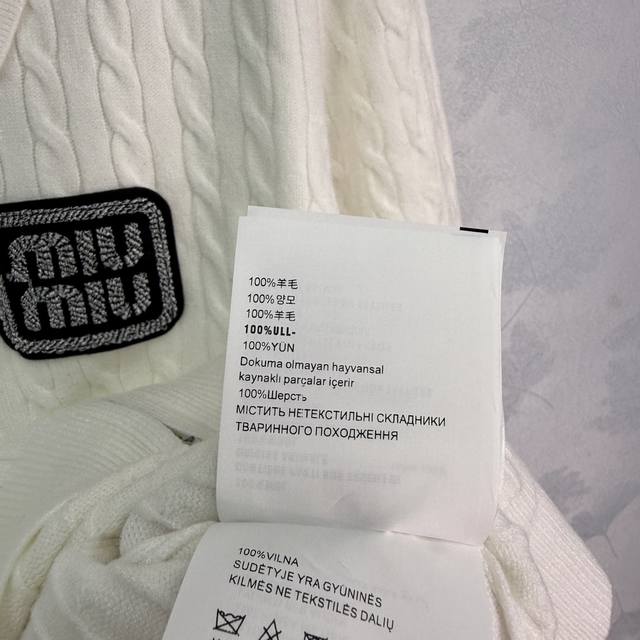 MIU
MIU
100%羊毛
100%양모
100%羊毛
100%ULL-
100%YÜN
Dokuma olmayan hayvansal
kaynaklı parçalar içerir
100%Шерсть
МІСТИТЬ НЕТЕКСТИЛЬНІ СКЛАДНИКИ
ТВАРИННОГО ПОХОДЖЕННЯ
100%VILNA
SUDĖTYJE YRA GYŪNINĖS
KILMĖS NE TEKSTILĖS DALIŲ